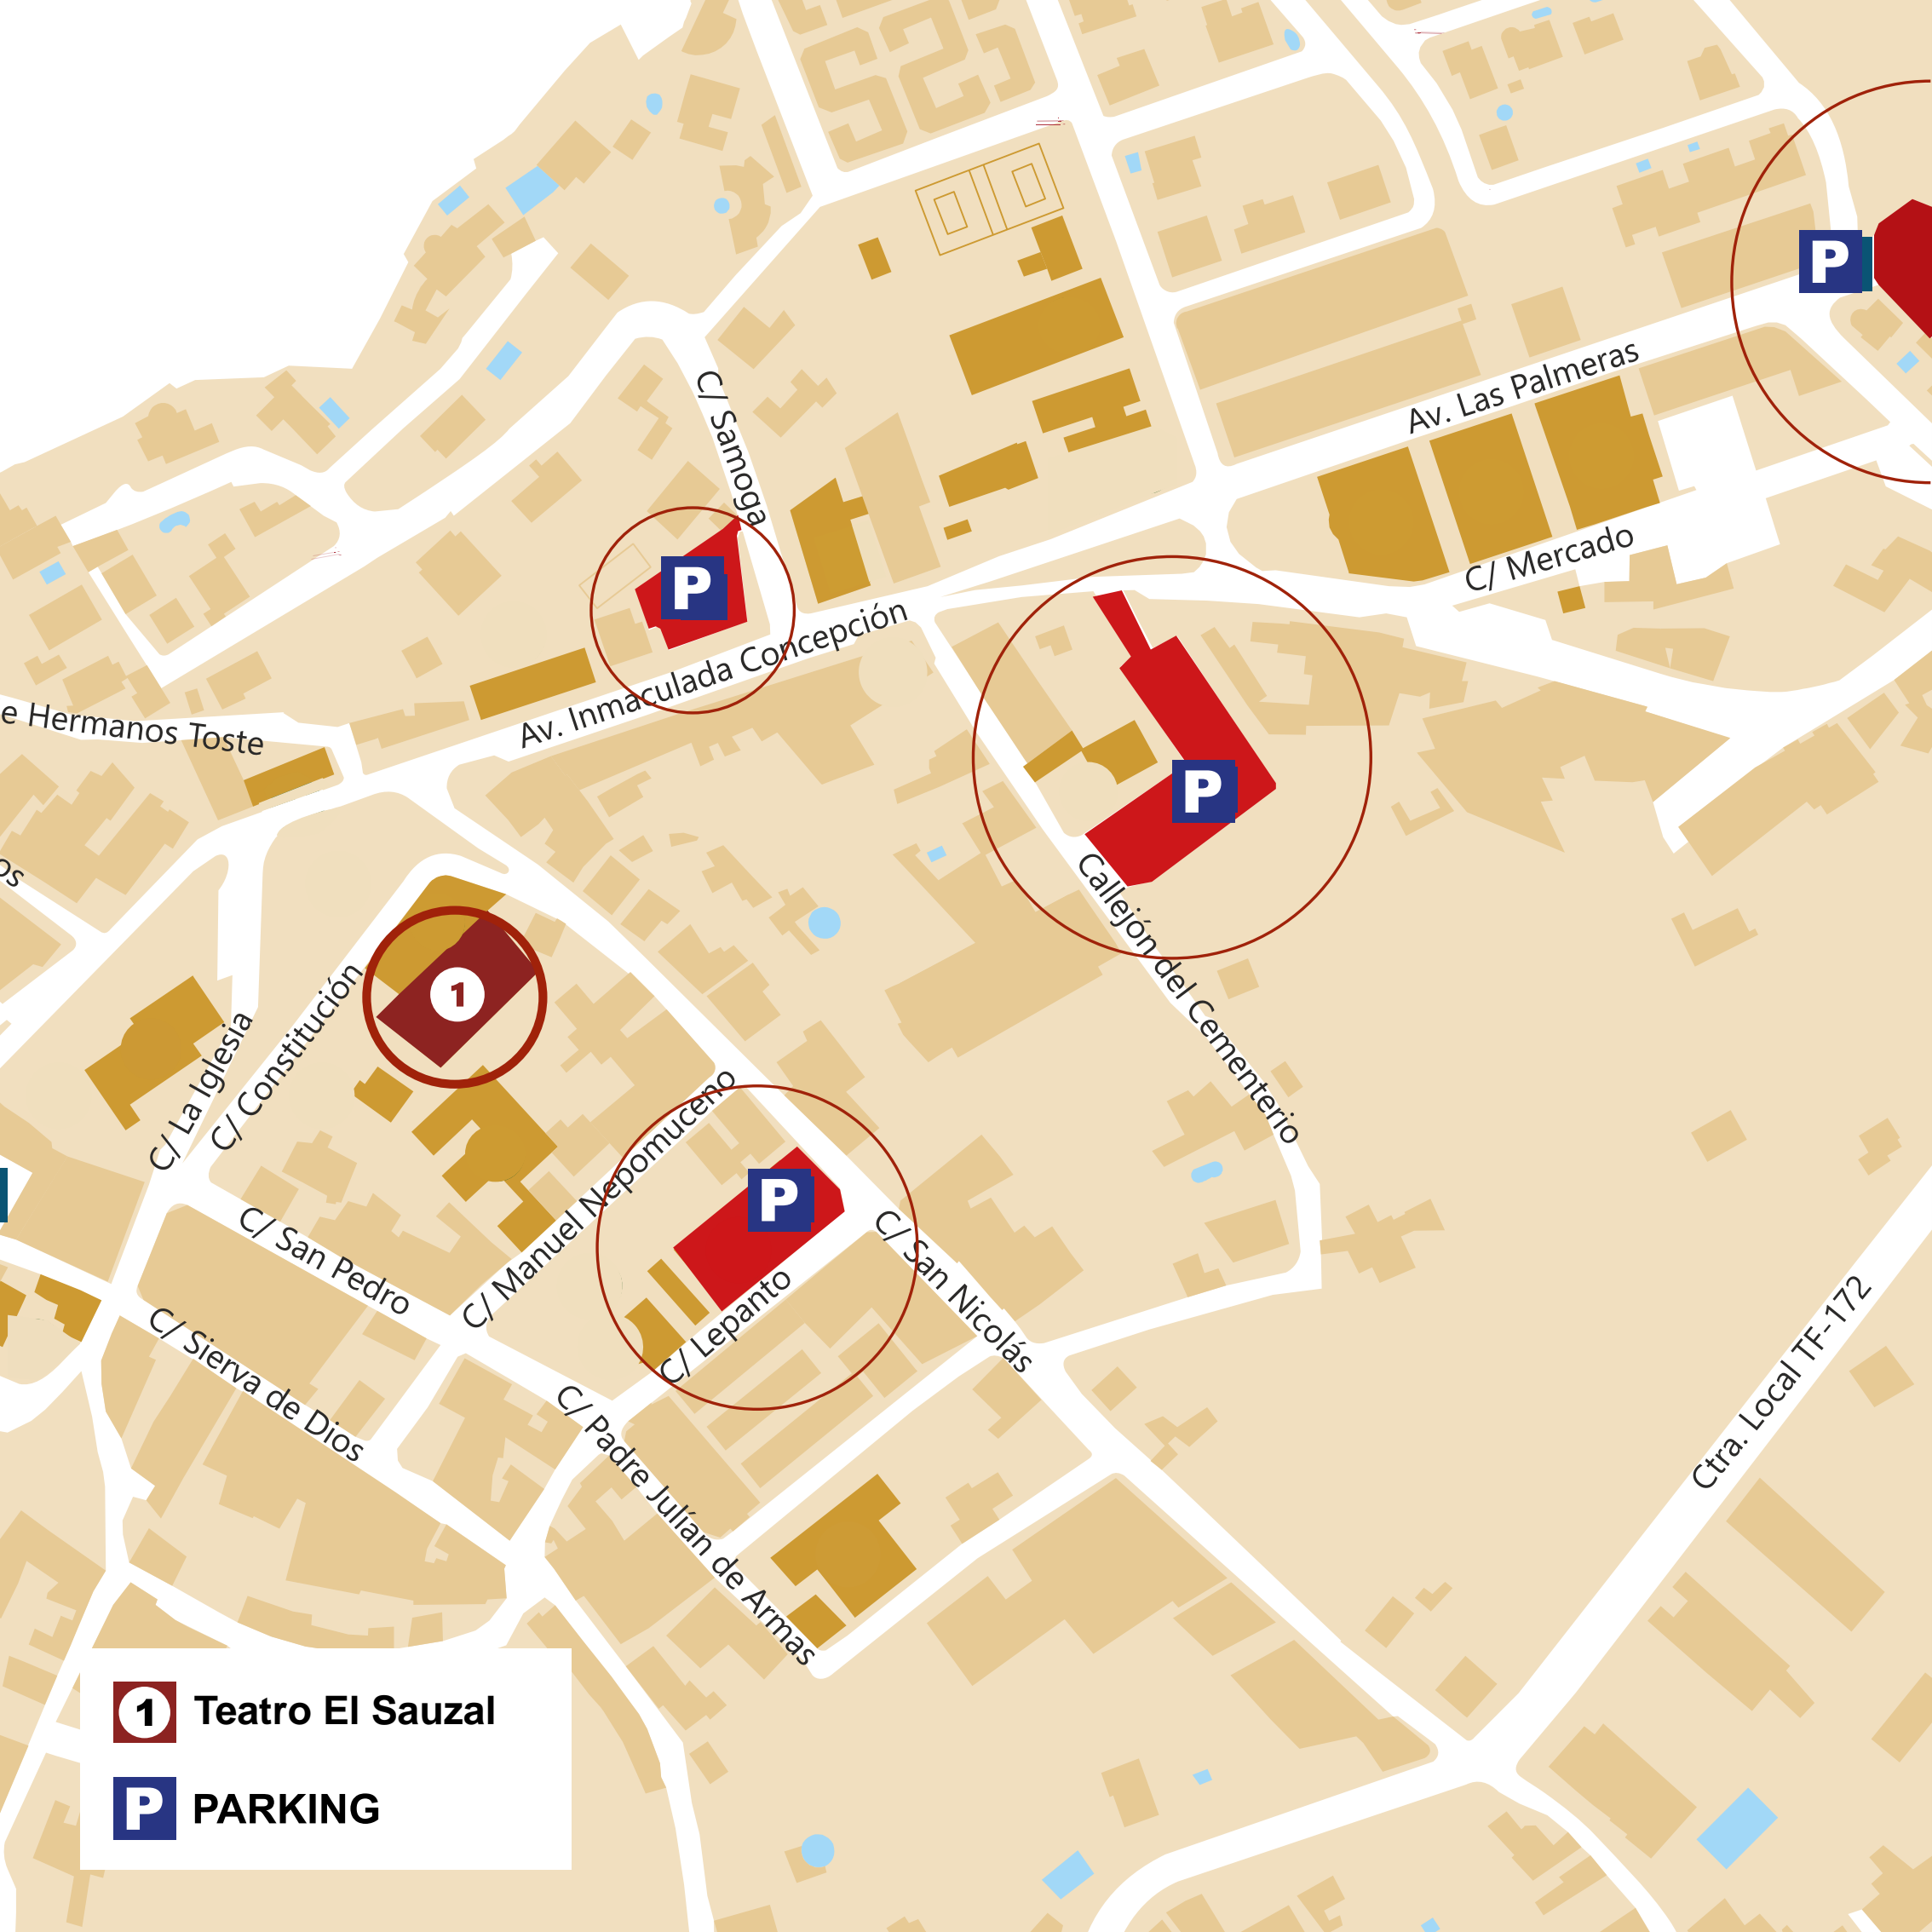 P
Av. Las Palmeras
C/ Samoga
C/ Mercado
P
Av. Inmaculada Concepción
e Hermanos Toste
P
os
Callejón del Cementerio
1
C/ La Iglesia
C/ Constitución
C/ Manuel Nepomuceno
P
C/ San Pedro
C/ San Nicolás
C/ Lepanto
C/ Sierva de Dios
C/ Padre Julían de Armas
Ctra. Local TF-172
1 Teatro El Sauzal
P PARKING